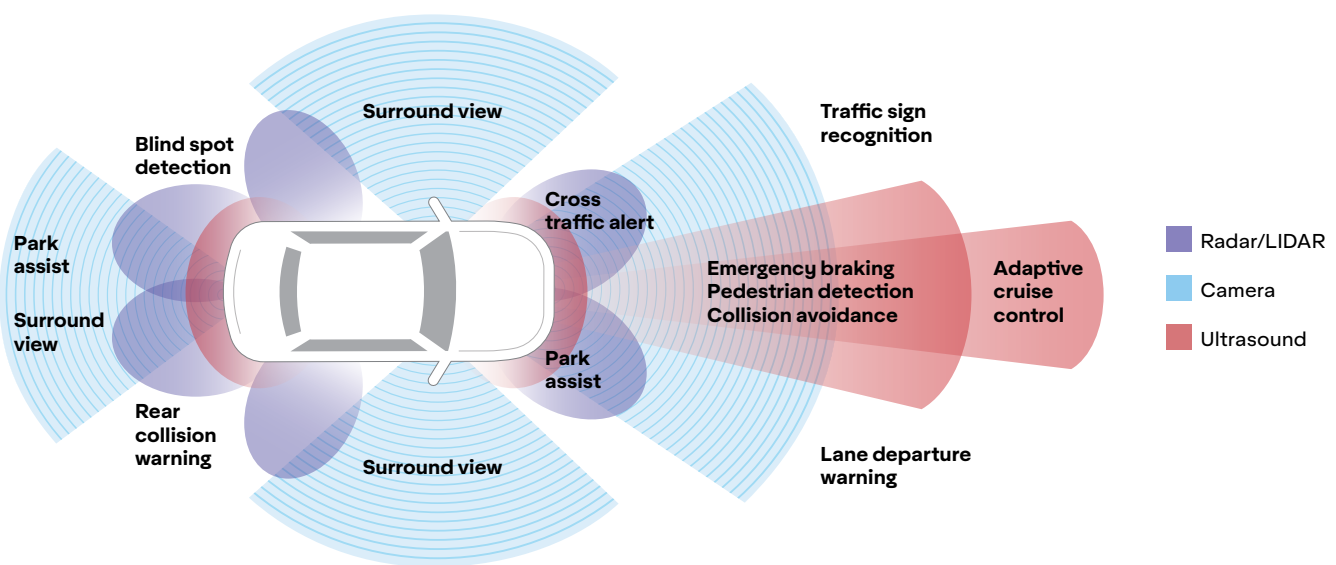 Surround view
Blind spot
detection
Traffic sign
recognition
Cross
traffic alert
Park
assist
Surround
view
Emergency braking
Pedestrian detection
Collision avoidance
Adaptive
cruise
control
Radar/LIDAR
Camera
Ultrasound
Park
assist
Rear
collision
warning
Surround view
Lane departure
warning